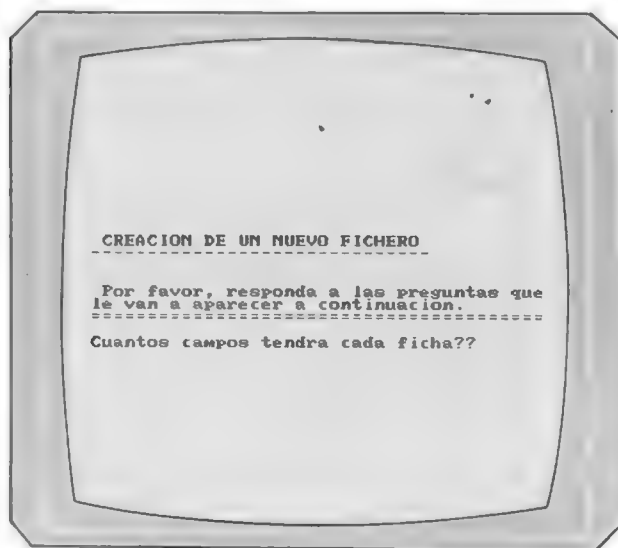 CREACION DE UN NUEVO FICHERO
Por favor, responda a las preguntas que
le van a aparecer a continuacion.
Cuantos campos tendra cada ficha??